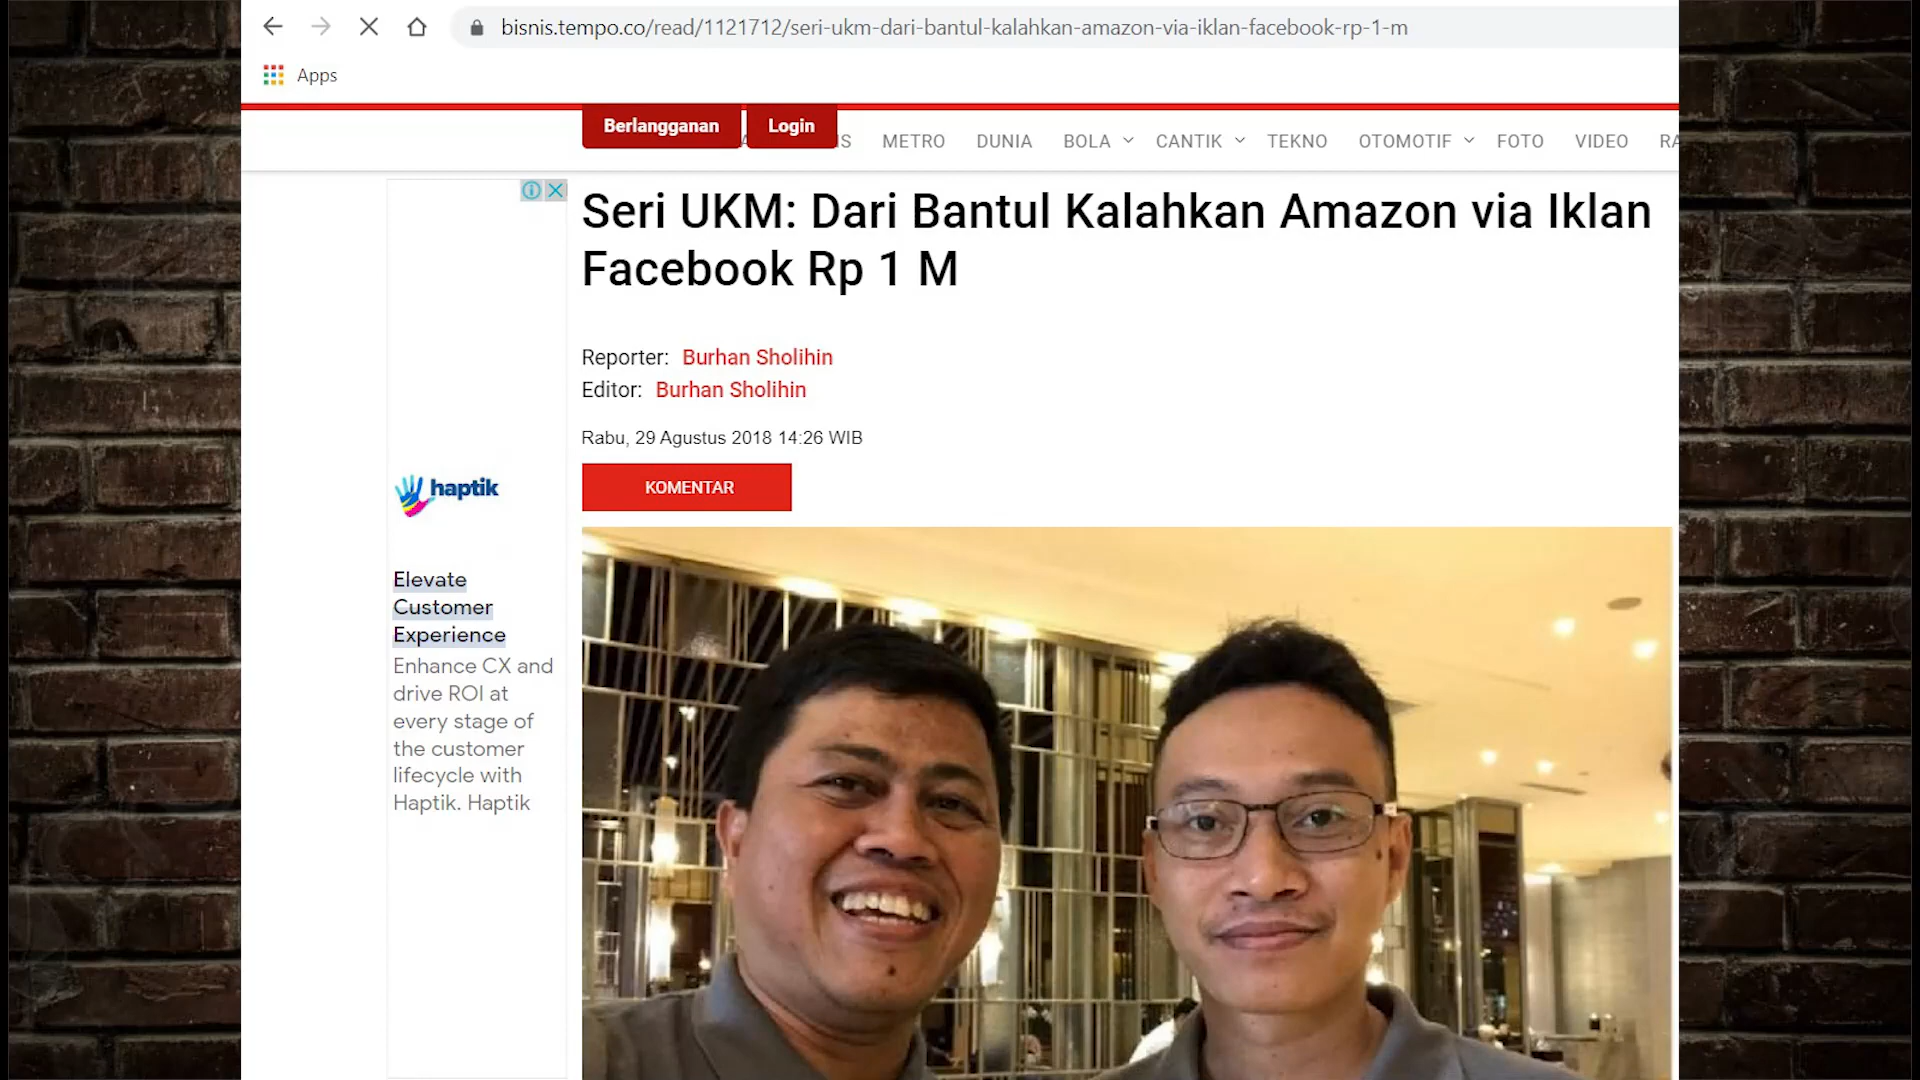 bisnis.tempo.co/read/1121712/seri-ukm-dari-bantul-kalahkan-amazon-via-iklan-facebook-rp-1-m
Apps
Berlangganan Login
METRO DUNIA BOLA CANTIK TEKNO OTOMOTIF FOTO VIDEO
Seri UKM: Dari Bantul Kalahkan Amazon via Iklan
Facebook Rp 1 M
Reporter: Burhan Sholihin
Editor: Burhan Sholihin
Rabu, 29 Agustus 2018 14:26 WIB
KOMENTAR
haptik
Elevate
Customer
Experience
Enhance CX and
drive ROI at
every stage of
the customer
lifecycle with
Haptik. Haptik